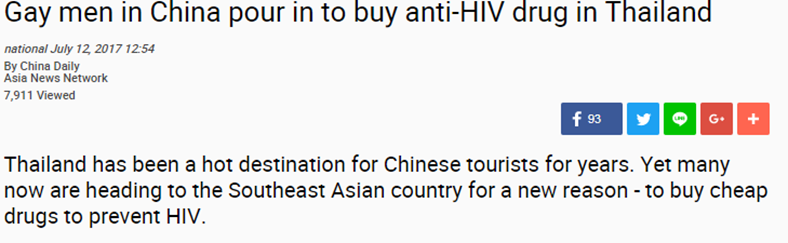 Gay men in China pour in to buy anti-HIV drug in Thailand
national July 12, 2017 12:54
By China Daily
Asia News Network
7,911 Viewed
f 93
LINE
G+
+
Thailand has been a hot destination for Chinese tourists for years. Yet many
now are heading to the Southeast Asian country for a new reason - to buy cheap
drugs to prevent HIV.